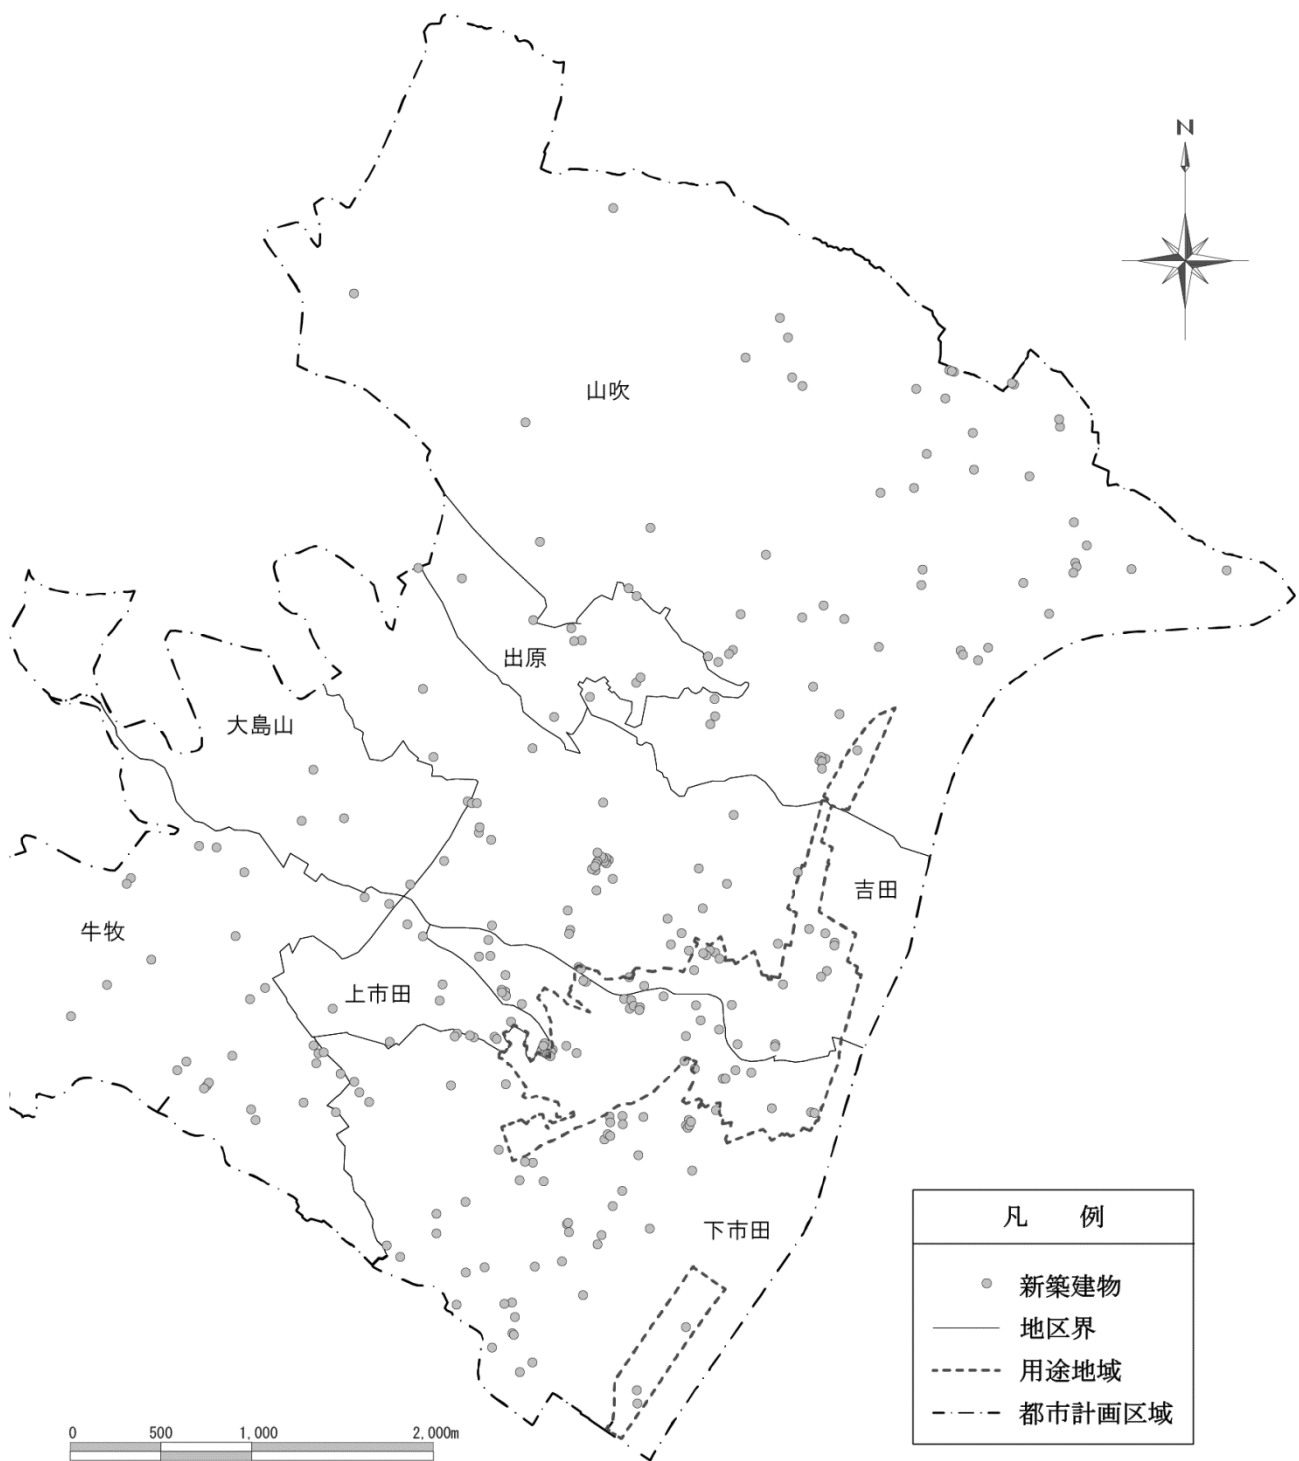 N
山吹
出原
大島山
吉田
牛牧
上市田
下市田
凡 例
新築建物
地区界
用途地域
都市計画区域
0 500 1,000 2,000m